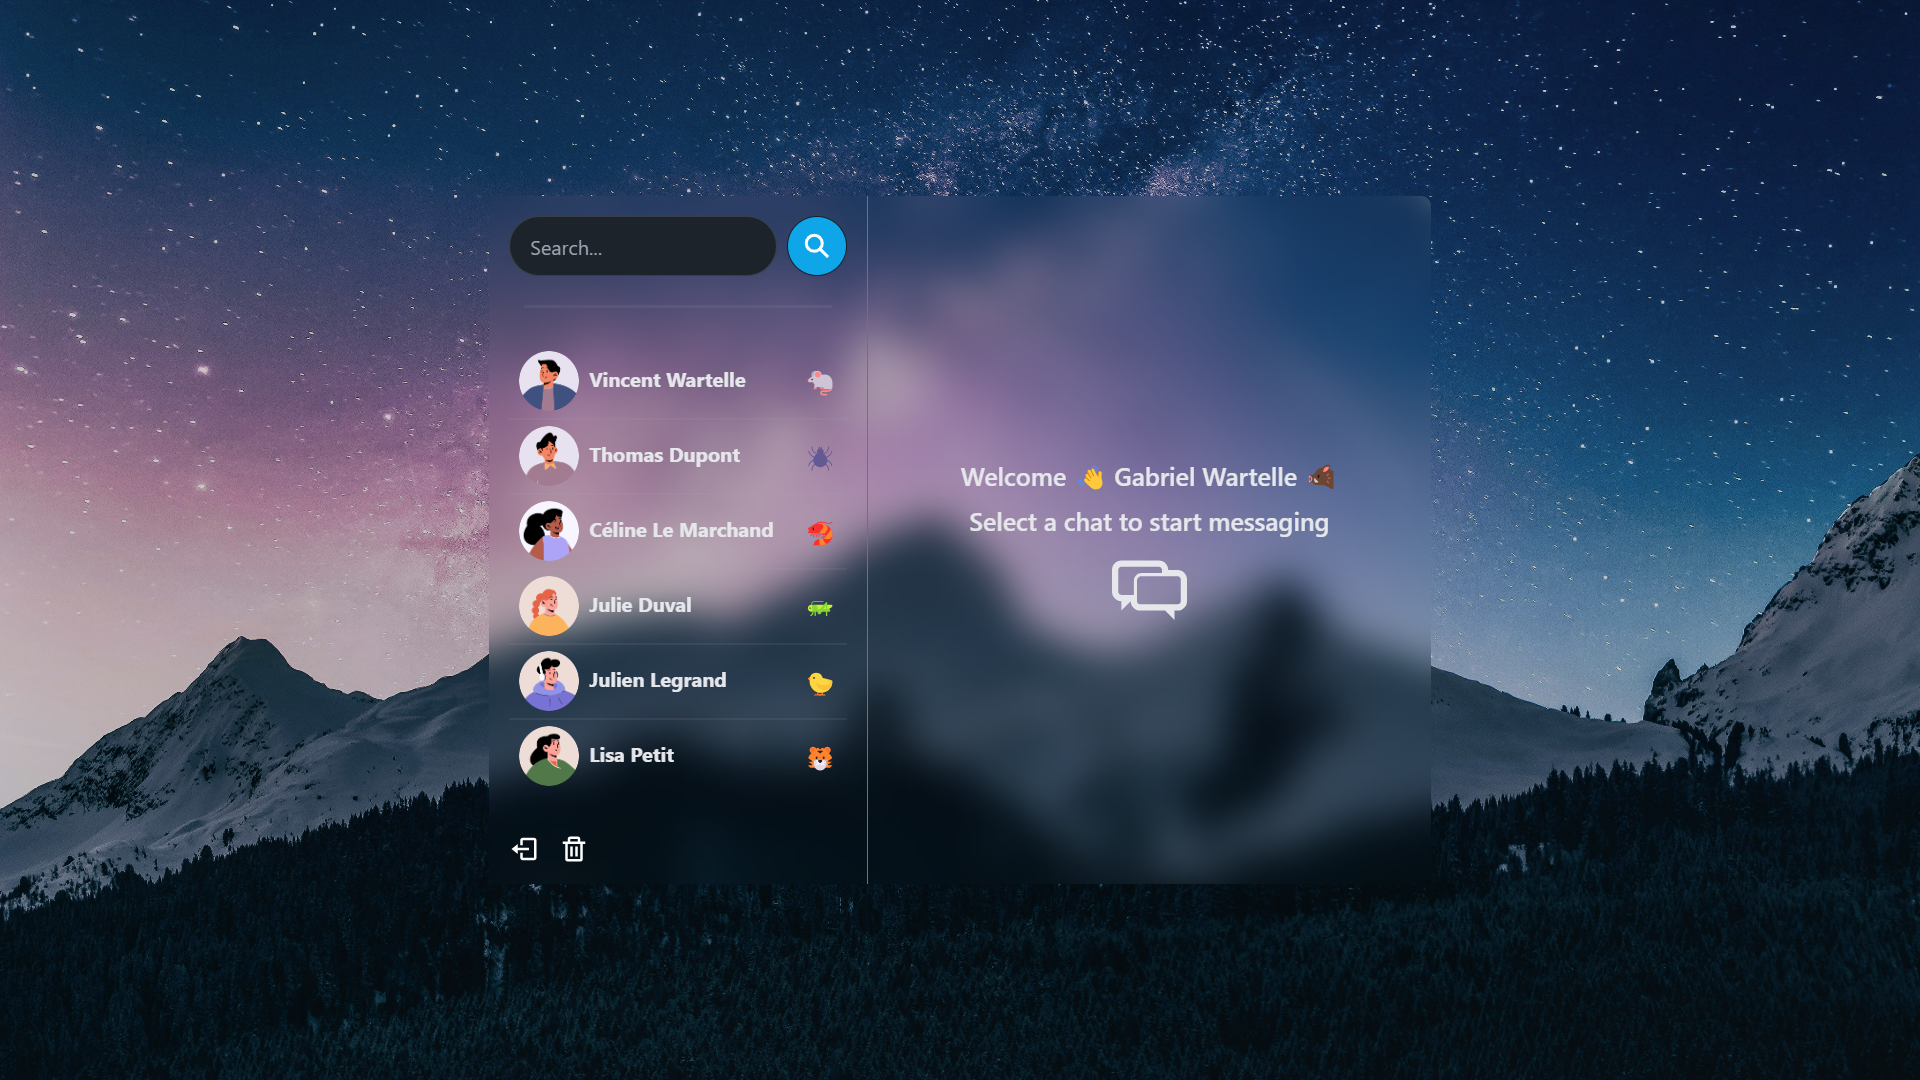 Search...
Vincent Wartelle 🐁
Thomas Dupont 🕷️
Céline Le Marchand 🦐
Julie Duval 🦗
Julien Legrand 🐤
Lisa Petit 🐯
Welcome 👋 Gabriel Wartelle 🐗
Select a chat to start messaging